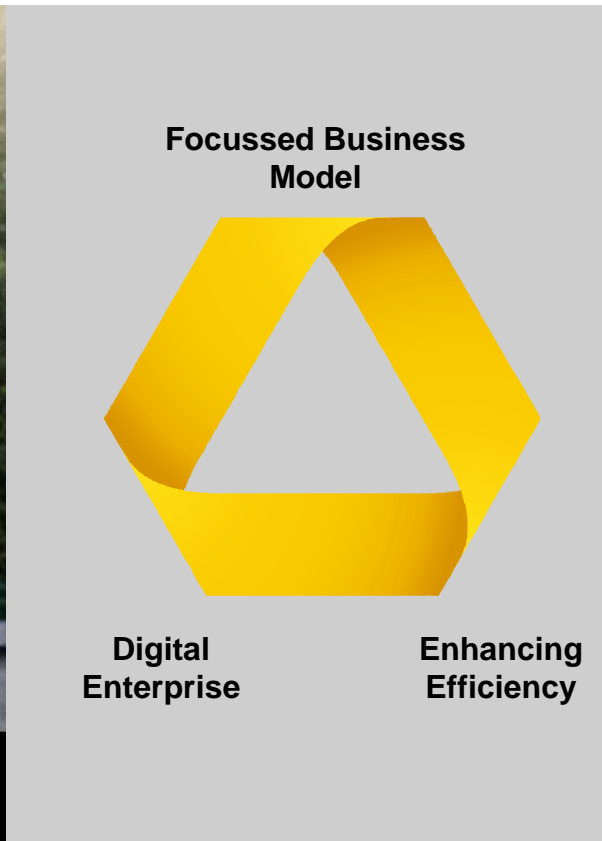 Focussed Business
Model
Digital
Enterprise
Enhancing
Efficiency